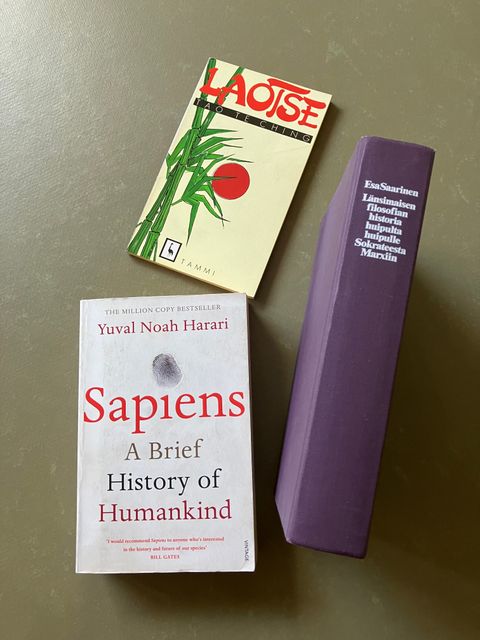 LAOTSE
TAO TE CHING
TAMMI
Esa Saarinen
Länsimaisen
filosofian
historia
huipulta
huipulle
Sokrateesta
Marxiin
THE MILLION COPY BESTSELLER
Yuval Noah Harari
Sapiens
A Brief
History of
Humankind
'I would recommend Sapiens to anyone who's interested
in the history and future of our species'
BILL GATES
VINTAGE